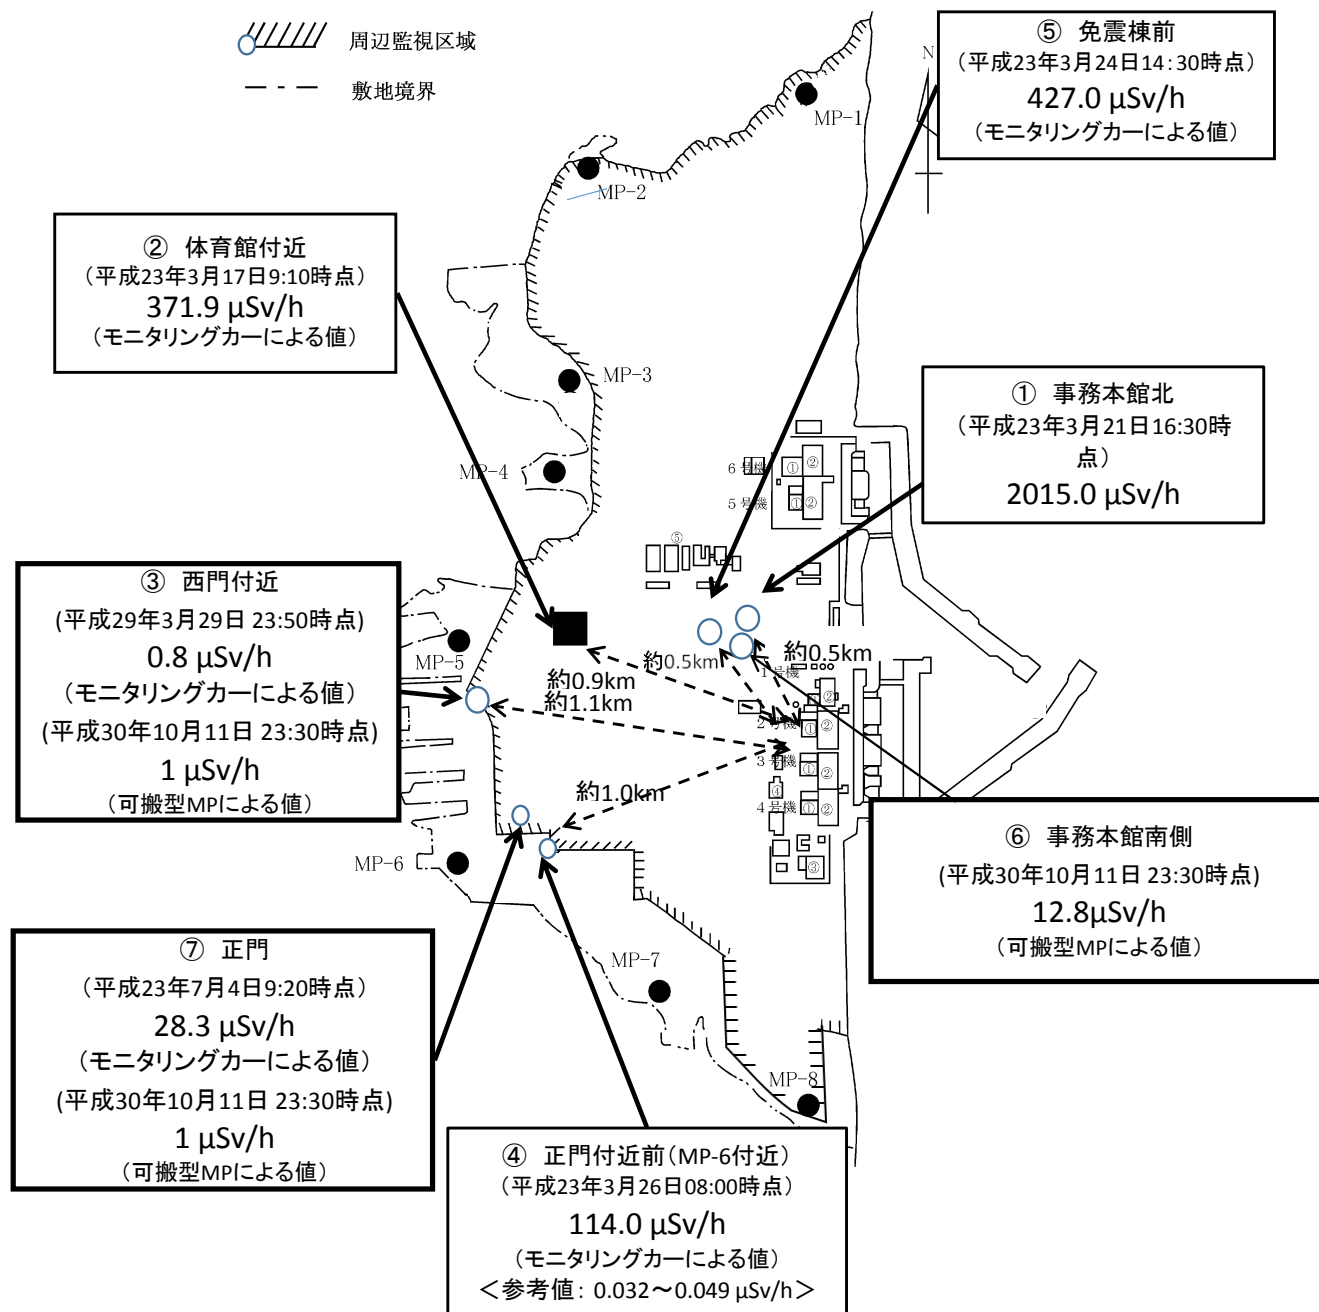 周辺監視区域
敷地境界
⑤ 免震棟前
(平成23年3月24日14:30時点)
427.0 μSv/h
(モニタリングカーによる値)
N
MP-1
MP-2
② 体育館付近
(平成23年3月17日9:10時点)
371.9 μSv/h
(モニタリングカーによる値)
MP-3
MP-4
① 事務本館北
(平成23年3月21日16:30時
点)
2015.0 μSv/h
6号機
①
②
5号機
①
②
⑤
③ 西門付近
(平成29年3月29日 23:50時点)
0.8 μSv/h
(モニタリングカーによる値)
(平成30年10月11日 23:30時点)
1 μSv/h
(可搬型MPによる値)
MP-5
約0.5km
約0.5km
約0.9km
約1.1km
約1.0km
1号機
②
2号機
①
②
3号機
①
②
④
4号機
①
②
③
MP-6
⑥ 事務本館南側
(平成30年10月11日 23:30時点)
12.8μSv/h
(可搬型MPによる値)
⑦ 正門
(平成23年7月4日9:20時点)
28.3 μSv/h
(モニタリングカーによる値)
(平成30年10月11日 23:30時点)
1 μSv/h
(可搬型MPによる値)
MP-7
MP-8
④ 正門付近前(MP-6付近)
(平成23年3月26日08:00時点)
114.0 μSv/h
(モニタリングカーによる値)
<参考値: 0.032～0.049 μSv/h>